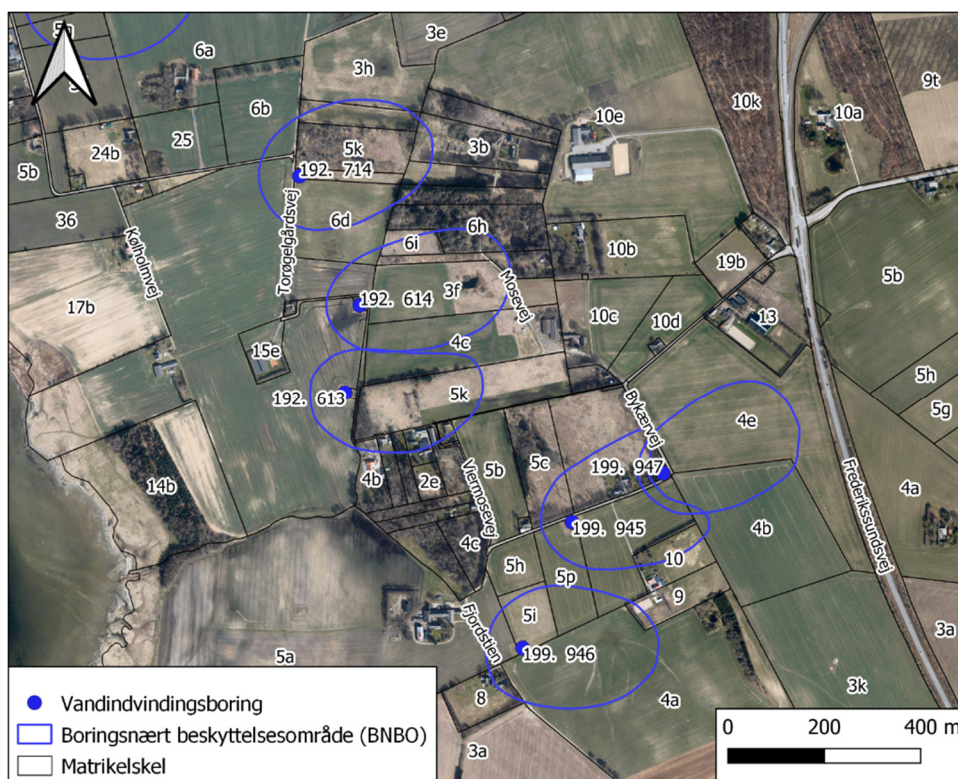 3e
6a
3h
9t
10k
10a
6b
10e
25
24b
5b
5k
3b
192. 714
36
6d
6h
Kølholmvej
Torøgelgårdsvej
6i
10b
19b
5b
17b
Mosevej
192. 614
3f
10c
10d
13
15e
4c
5h
192. 613
5k
5g
Bykærvej
4e
14b
4b
2e
Viermosevej
5b
5c
199. 947
4a
Frederikssundsvej
4c
199. 945
4b
5h
5p
10
9
5i
Fjordstien
199. 946
5a
8
4a
3k
3a
3a
Vandindvindingsboring
Boringsnært beskyttelsesområde (BNBO)
Matrikelskel
0 200 400 m